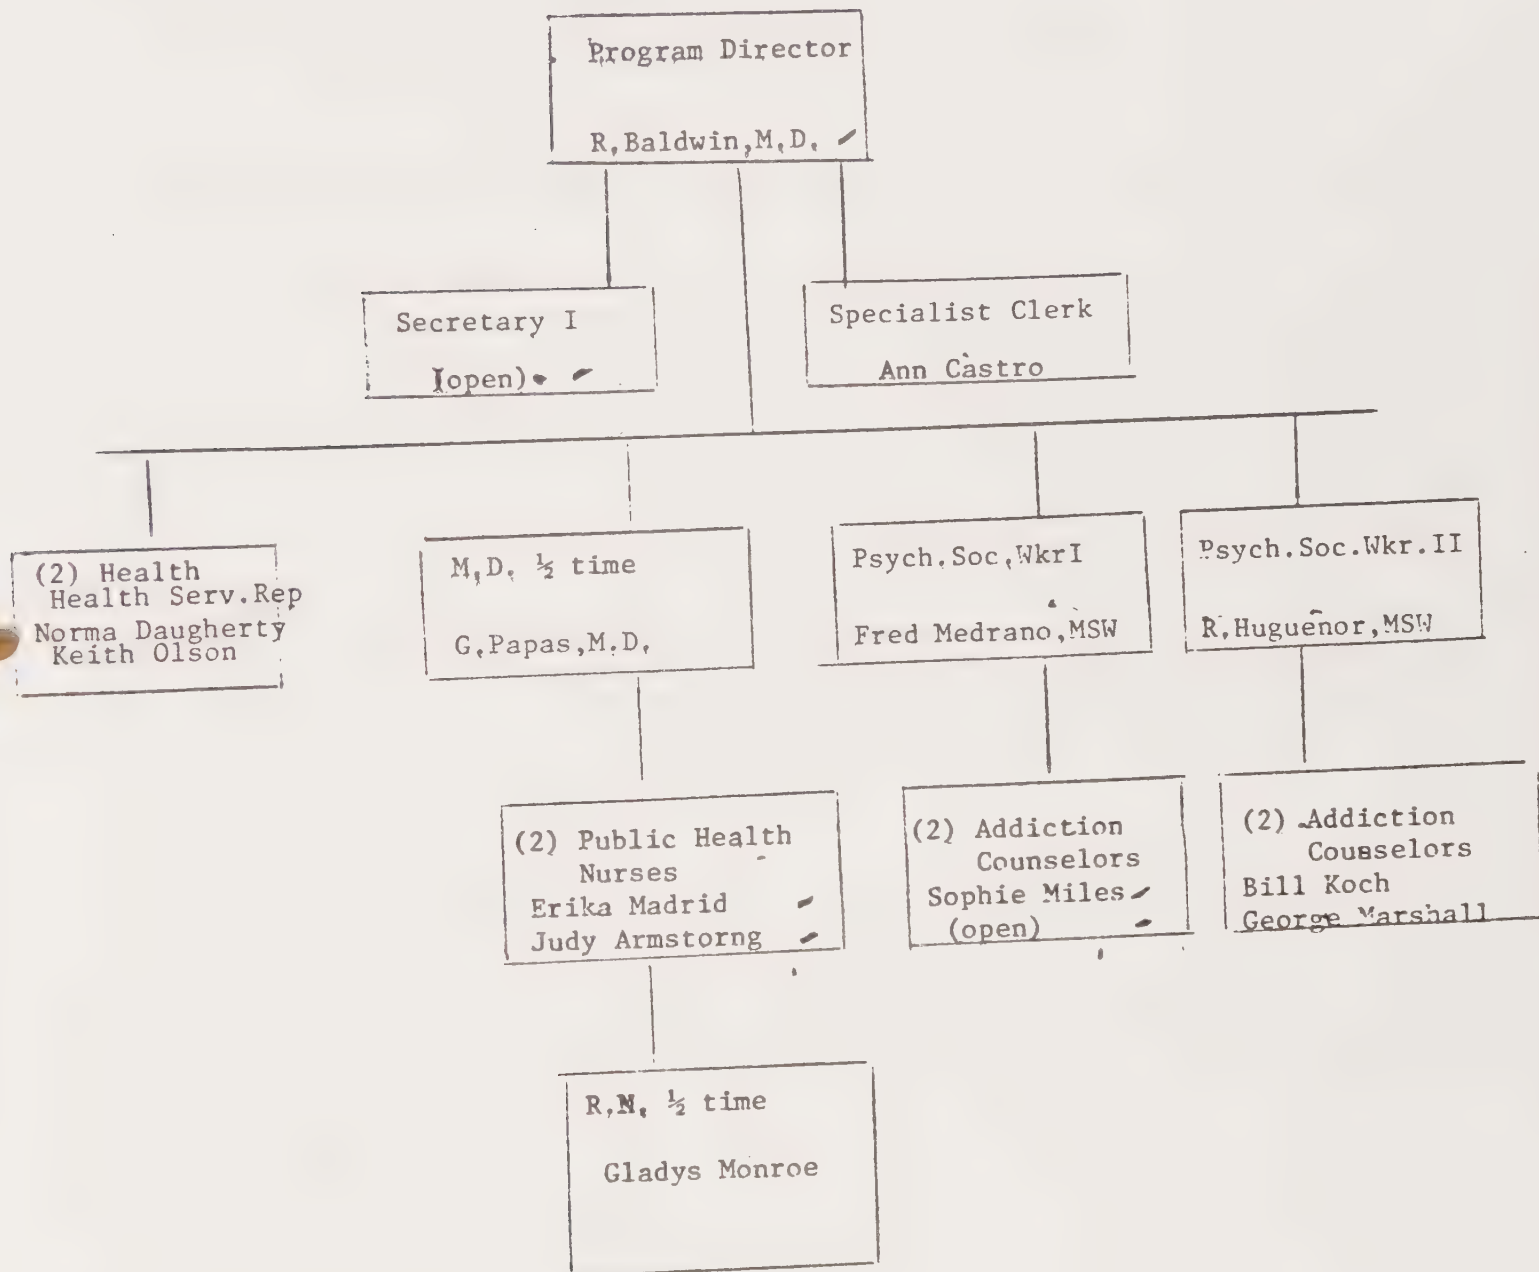 Program Director
R,Baldwin,M,D,
Secretary I
(open)
Specialist Clerk
Ann Castro
(2) Health
Health Serv.Rep
Norma Daugherty
Keith Olson
M,D, ½ time
G,Papas,M.D,
Psych.Soc,WkrI
Fred Medrano,MSW
Psych.Soc.Wkr.II
R,Huguenor,MSW
(2) Public Health
Nurses
Erika Madrid
Judy Armstorng
(2) Addiction
Counselors
Sophie Miles
(open)
(2) Addiction
Counselors
Bill Koch
George Marshall
R,N, ½ time
Gladys Monroe